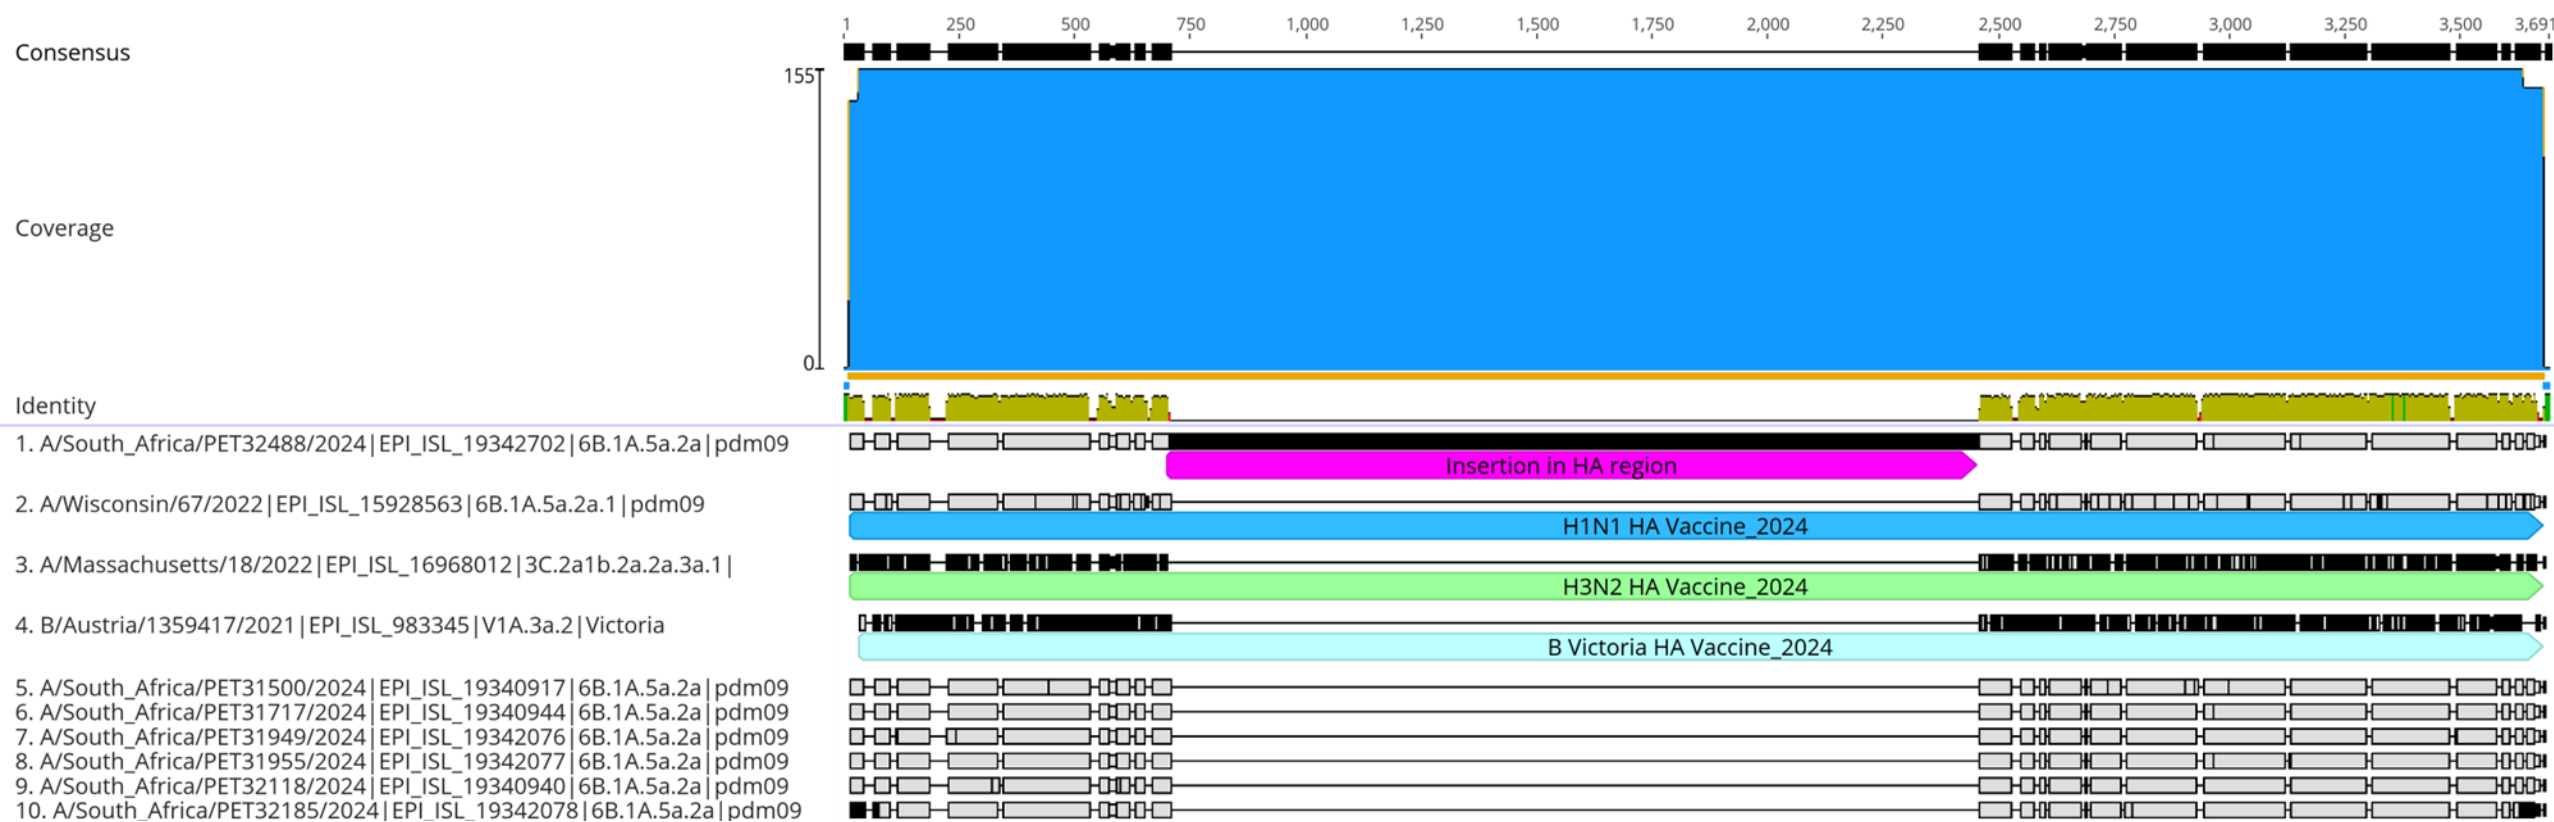 1 250 500 750 1,000 1,250 1,500 1,750 2,000 2,250 2,500 2,750 3,000 3,250 3,500 3,691
Consensus
155
Coverage
0
Identity
1. A/South_Africa/PET32488/2024|EPI_ISL_19342702|6B.1A.5a.2a|pdm09
Insertion in HA region
2. A/Wisconsin/67/2022|EPI_ISL_15928563|6B.1A.5a.2a.1|pdm09
H1N1 HA Vaccine_2024
3. A/Massachusetts/18/2022|EPI_ISL_16968012|3C.2a1b.2a.2a.3a.1|
H3N2 HA Vaccine_2024
4. B/Austria/1359417/2021|EPI_ISL_983345|V1A.3a.2|Victoria
B Victoria HA Vaccine_2024
5. A/South_Africa/PET31500/2024|EPI_ISL_19340917|6B.1A.5a.2a|pdm09
6. A/South_Africa/PET31717/2024|EPI_ISL_19340944|6B.1A.5a.2a|pdm09
7. A/South_Africa/PET31949/2024|EPI_ISL_19342076|6B.1A.5a.2a|pdm09
8. A/South_Africa/PET31955/2024|EPI_ISL_19342077|6B.1A.5a.2a|pdm09
9. A/South_Africa/PET32118/2024|EPI_ISL_19340940|6B.1A.5a.2a|pdm09
10. A/South_Africa/PET32185/2024|EPI_ISL_19342078|6B.1A.5a.2a|pdm09